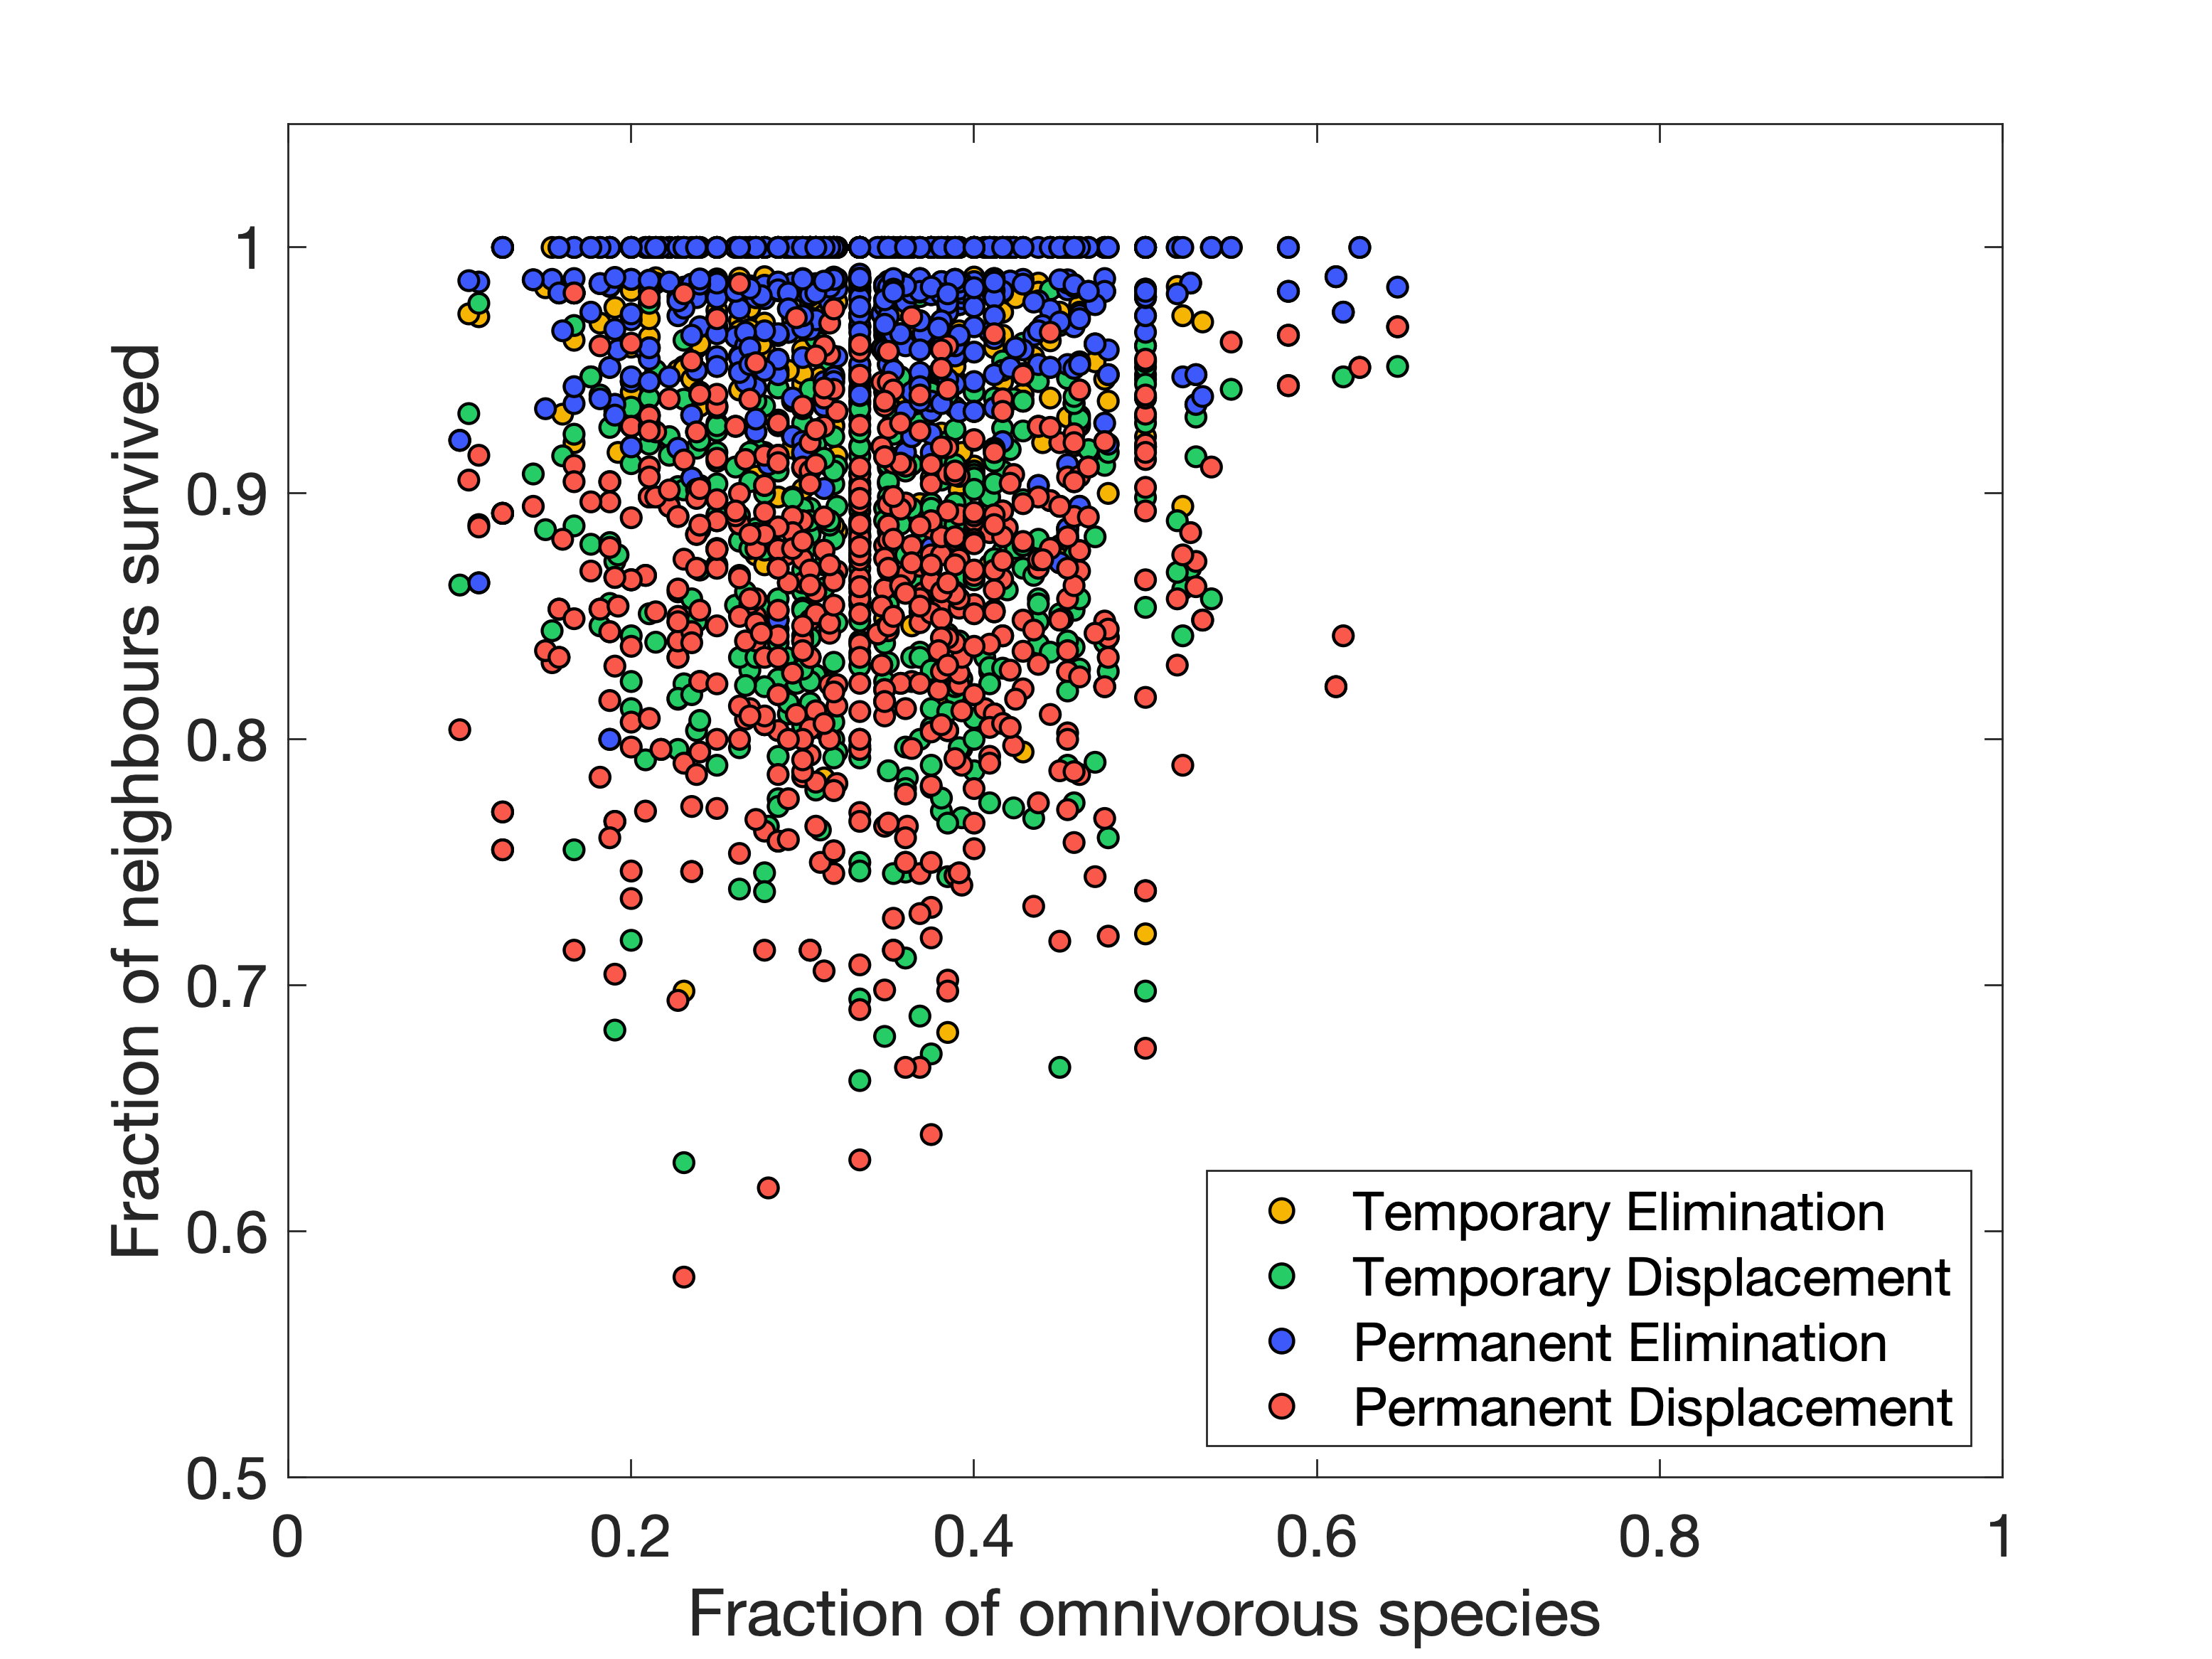 1
0.9
0.8
0.7
0.6
0.5
0
0.2
0.4
0.6
0.8
1
Fraction of neighbours survived
Fraction of omnivorous species
Temporary Elimination
Temporary Displacement
Permanent Elimination
Permanent Displacement